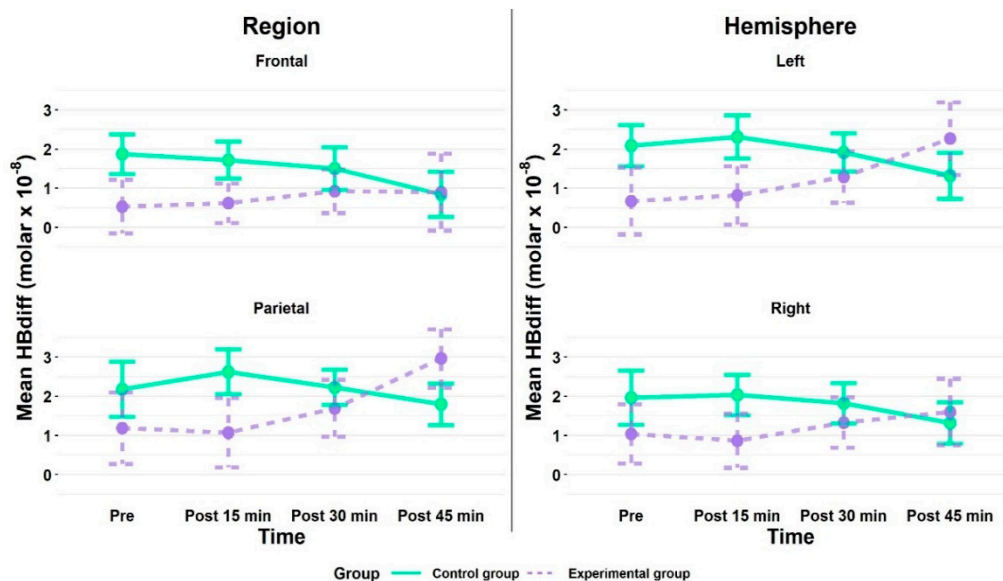 Region
Hemisphere
Frontal
Left
3
2
1
0
3
2
1
0
Parietal
Right
3
2
1
0
3
2
1
0
Mean HBdiff (molar x 10⁻⁸)
Mean HBdiff (molar x 10⁻⁸)
Pre Post 15 min Post 30 min Post 45 min
Pre Post 15 min Post 30 min Post 45 min
Time
Time
Group Control group Experimental group